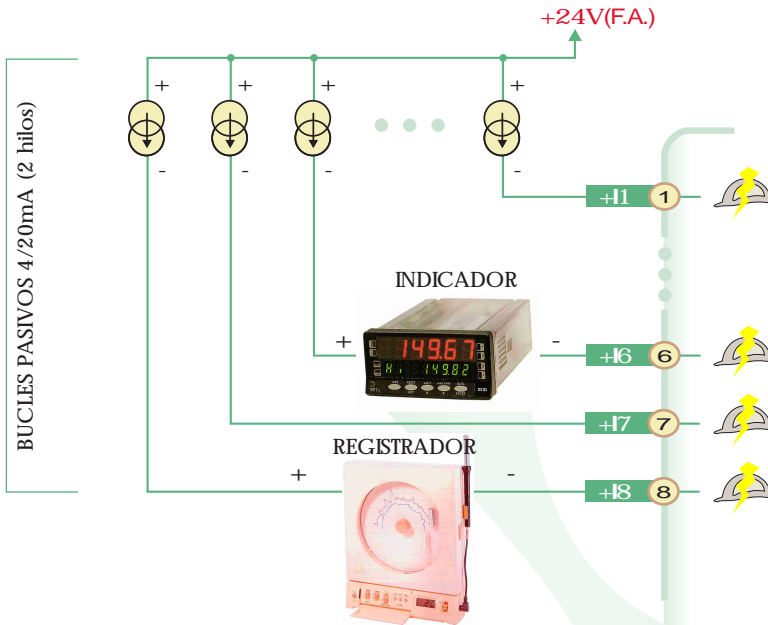 +24V(F.A.)
BUCLES PASIVOS 4/20mA (2 hilos)
+ + + +
- - - -
+I1 1
INDICADOR
+ -
149.67
Hi 149.82
+I6 6
+I7 7
REGISTRADOR
+ -
+I8 8